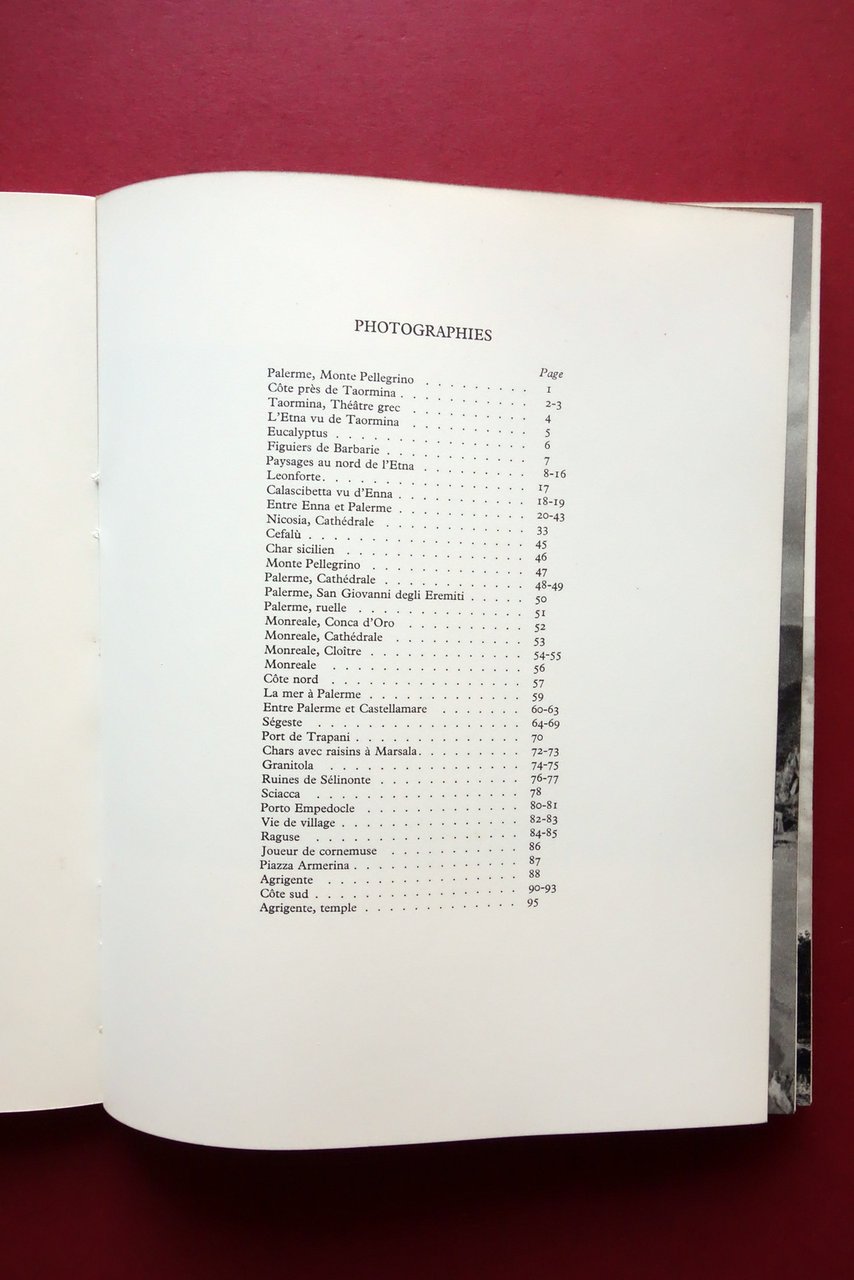 PHOTOGRAPHIES
Page
Palerme, Monte Pellegrino . . . . . . . . . 1
Côte près de Taormina . . . . . . . . . . 2-3
Taormina, Théâtre grec . . . . . . . . . 4
L'Etna vu de Taormina . . . . . . . . . 5
Eucalyptus . . . . . . . . . . . . . 6
Figuiers de Barbarie . . . . . . . . . . 7
Paysages au nord de l'Etna . . . . . . . . 8-16
Leonforte . . . . . . . . . . . . . 17
Calascibetta vu d'Enna . . . . . . . . . 18-19
Entre Enna et Palerme . . . . . . . . . 20-43
Nicosia, Cathédrale . . . . . . . . . . 33
Cefalù . . . . . . . . . . . . . . 45
Char sicilien . . . . . . . . . . . . 46
Monte Pellegrino . . . . . . . . . . . 47
Palerme, Cathédrale . . . . . . . . . . 48-49
Palerme, San Giovanni degli Eremiti . . . . . 50
Palerme, ruelle . . . . . . . . . . . 51
Monreale, Conca d'Oro . . . . . . . . . 52
Monreale, Cathédrale . . . . . . . . . 53
Monreale, Cloître . . . . . . . . . . . 54-55
Monreale . . . . . . . . . . . . . 56
Côte nord . . . . . . . . . . . . . 57
La mer à Palerme . . . . . . . . . . . 59
Entre Palerme et Castellamare . . . . . . 60-63
Ségeste . . . . . . . . . . . . . . 64-69
Port de Trapani . . . . . . . . . . . . 70
Chars avec raisins à Marsala . . . . . . . . 72-73
Granitola . . . . . . . . . . . . . 74-75
Ruines de Sélinonte . . . . . . . . . . 76-77
Sciacca . . . . . . . . . . . . . . 78
Porto Empedocle . . . . . . . . . . . 80-81
Vie de village . . . . . . . . . . . . 82-83
Raguse . . . . . . . . . . . . . . 84-85
Joueur de cornemuse . . . . . . . . . 86
Piazza Armerina . . . . . . . . . . . . 87
Agrigente . . . . . . . . . . . . . 88
Côte sud . . . . . . . . . . . . . . 90-93
Agrigente, temple . . . . . . . . . . . 95